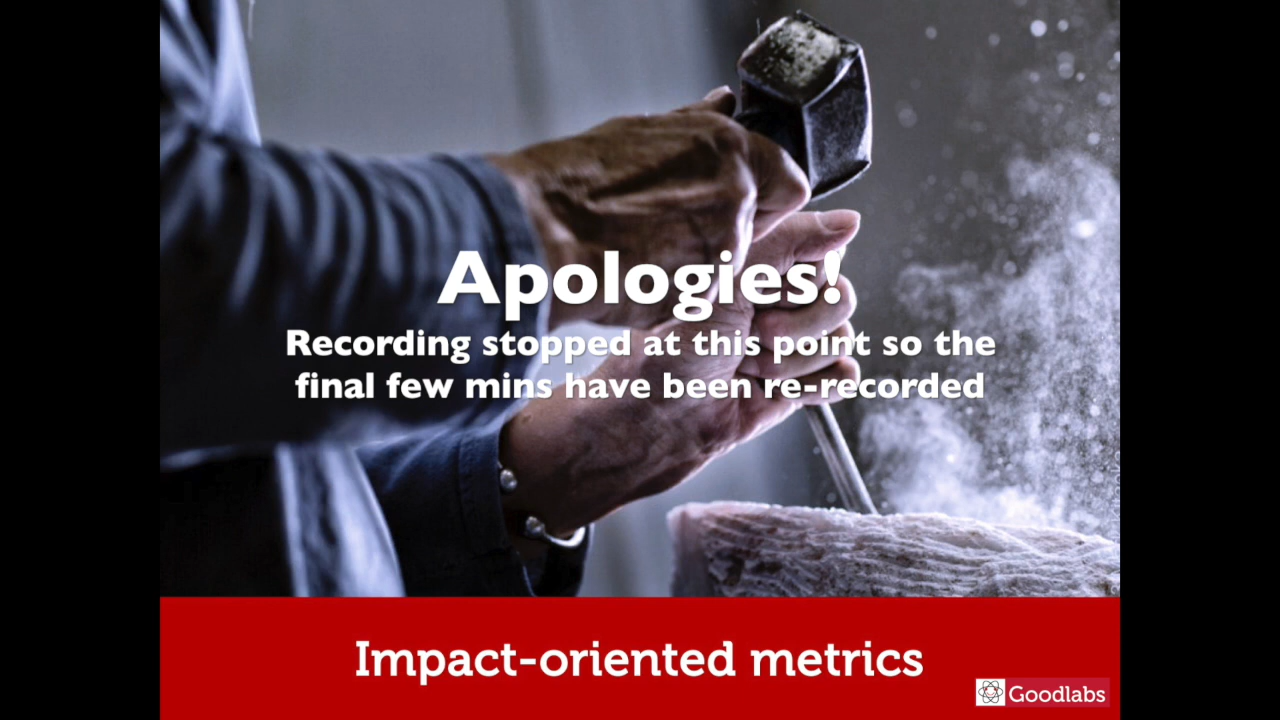 Apologies!
Recording stopped at this point so the
final few mins have been re-recorded
Impact-oriented metrics
Goodlabs